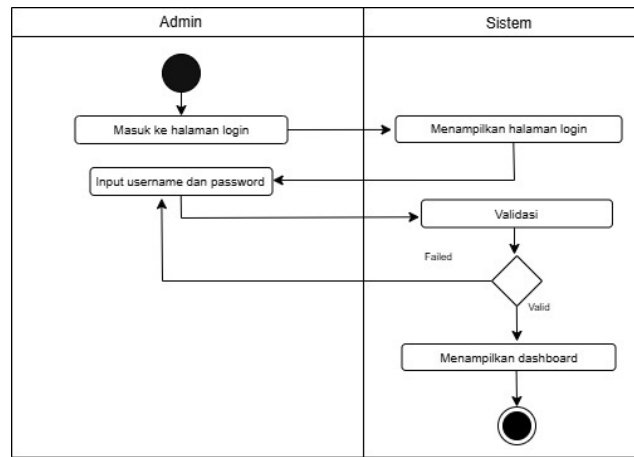 Admin
Sistem
Masuk ke halaman login
Menampilkan halaman login
Input username dan password
Validasi
Failed
Valid
Menampilkan dashboard